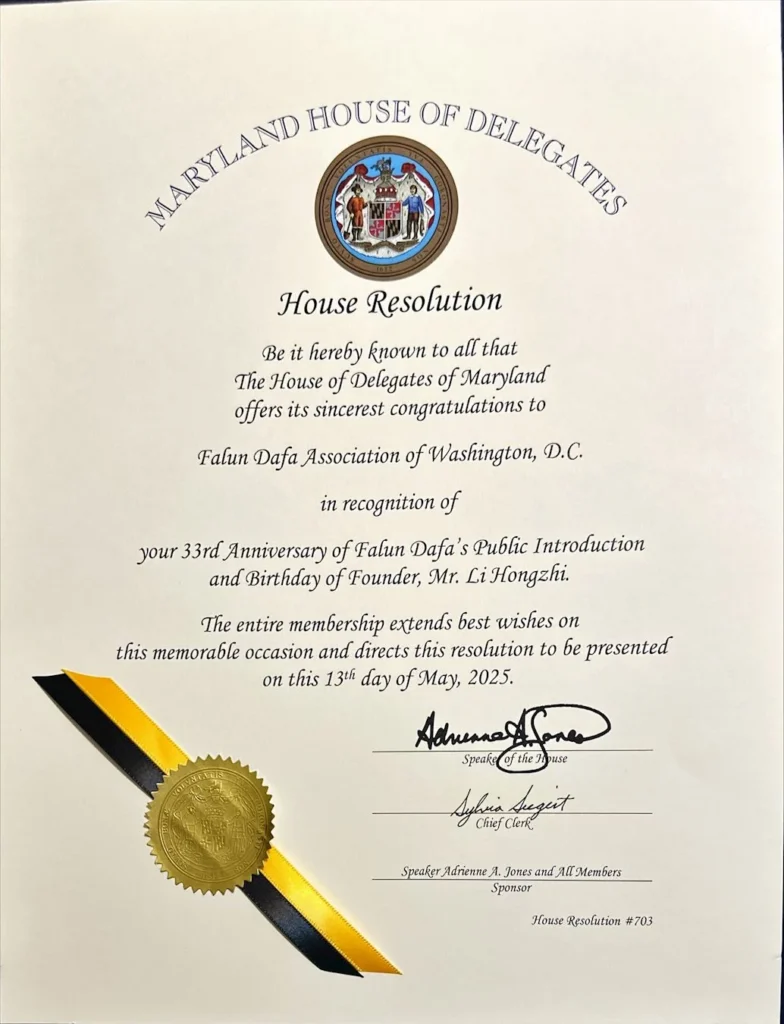 MARYLAND HOUSE OF DELEGATES
House Resolution
Be it hereby known to all that
The House of Delegates of Maryland
offers its sincerest congratulations to
Falun Dafa Association of Washington, D.C.
in recognition of
your 33rd Anniversary of Falun Dafa's Public Introduction
and Birthday of Founder, Mr. Li Hongzhi.
The entire membership extends best wishes on
this memorable occasion and directs this resolution to be presented
on this 13th day of May, 2025.
Adrienne A. Jones
Speaker of the House
Sylvia Siegert
Chief Clerk
Speaker Adrienne A. Jones and All Members
Sponsor
House Resolution #703